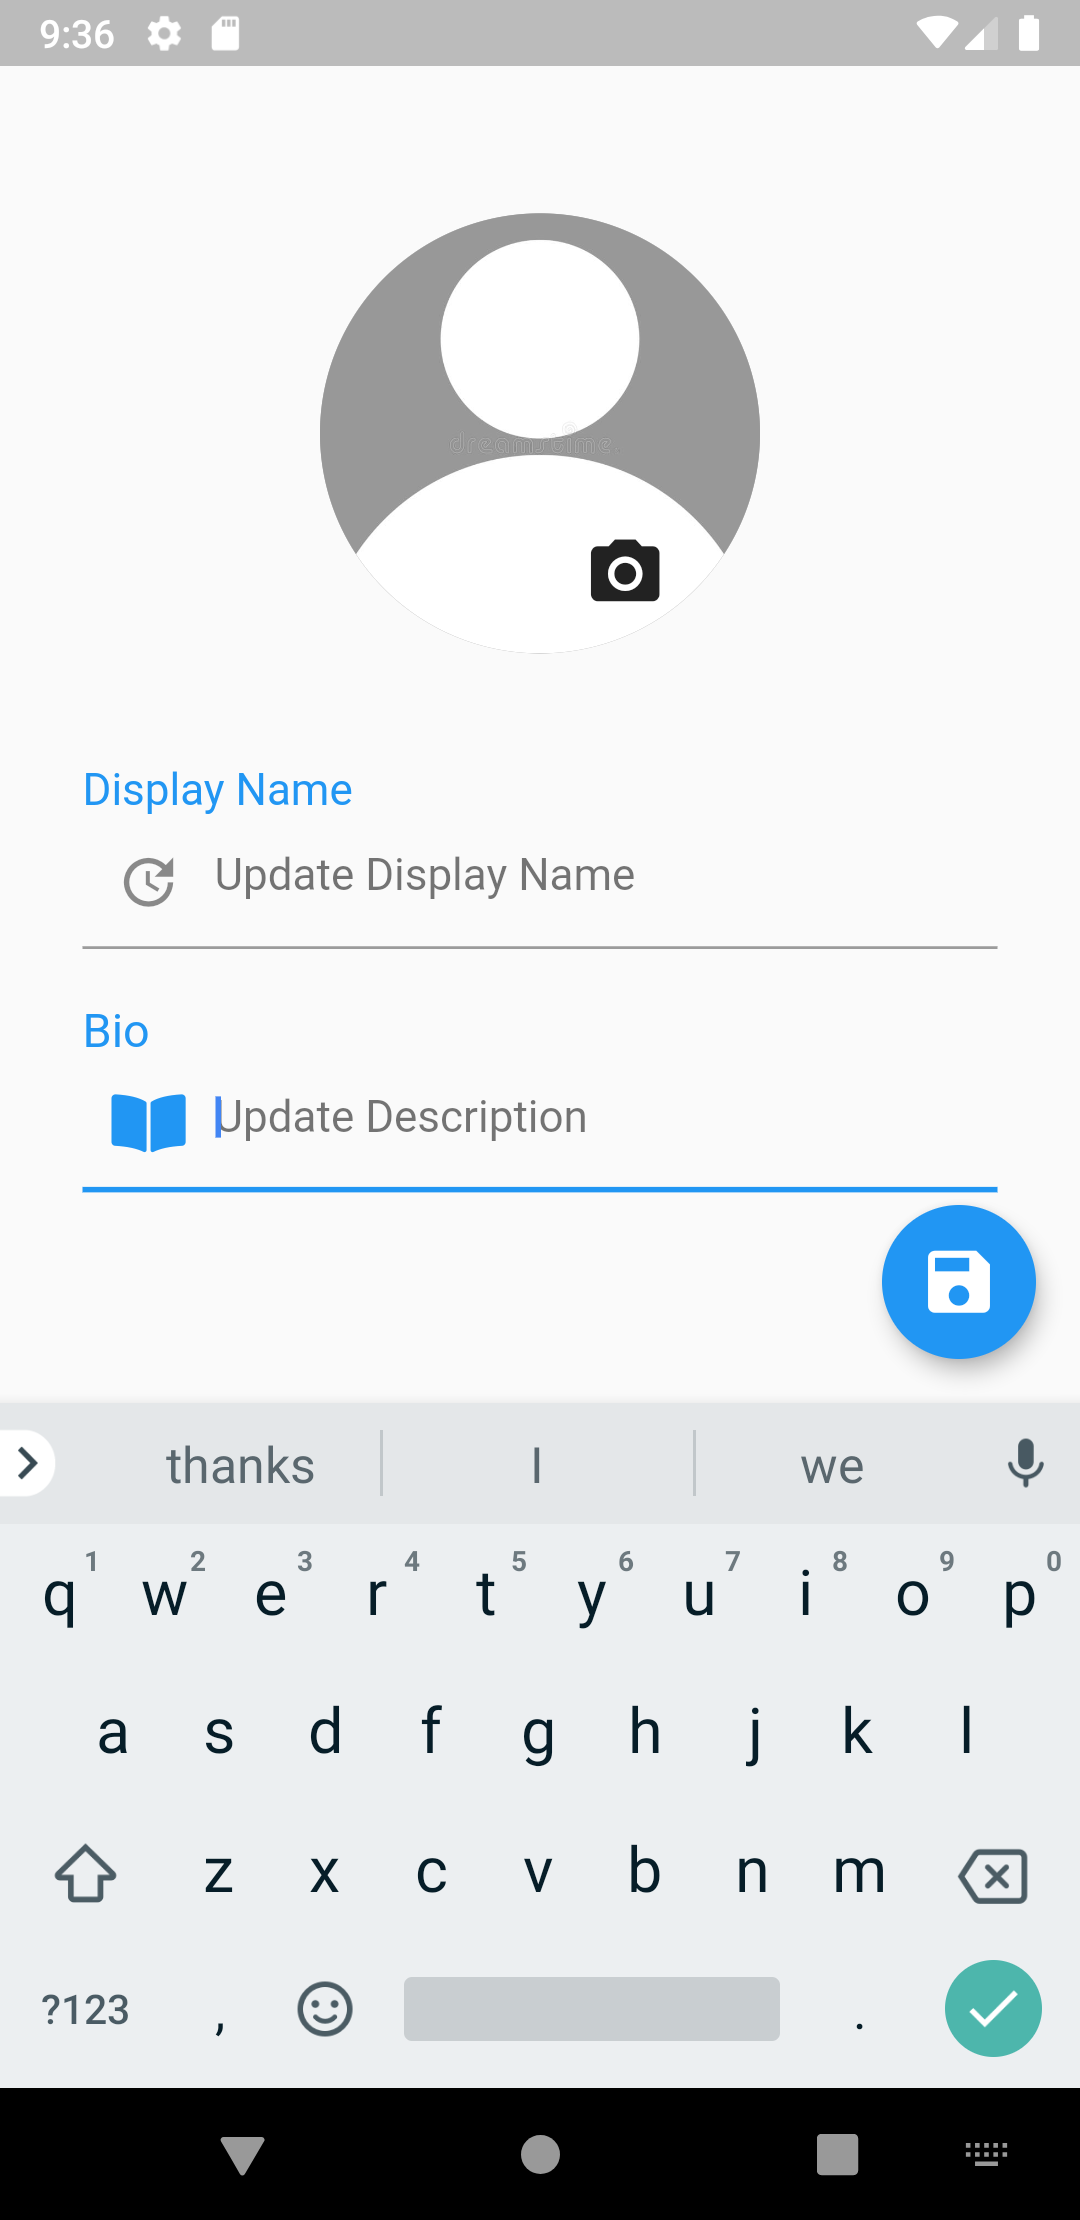 9:36
dreamstime.
Display Name
Update Display Name
Bio
Update Description
thanks I we
1 2 3 4 5 6 7 8 9 0
q w e r t y u i o p
a s d f g h j k l
z x c v b n m
?123 , .